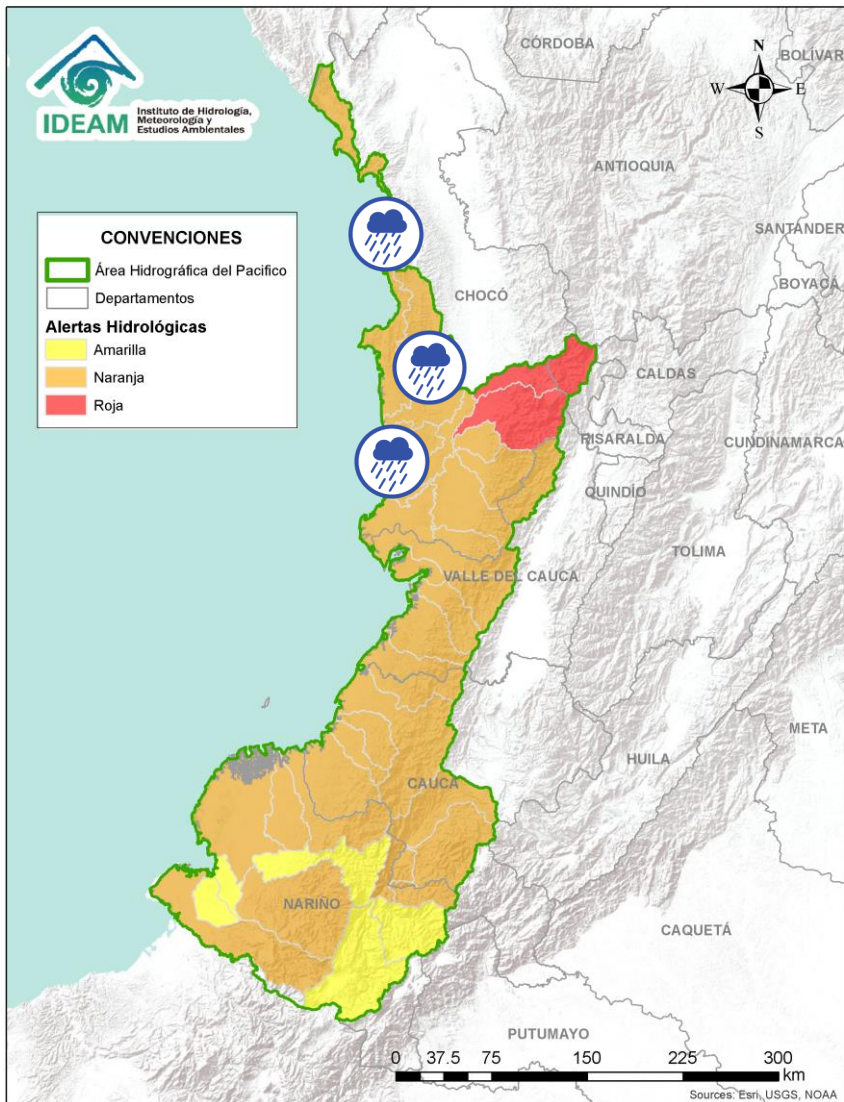 IDEAM
Instituto de Hidrología,
Meteorología y
Estudios Ambientales
CÓRDOBA
BOLÍVAR
N
W
E
S
ANTIOQUIA
SANTANDER
BOYACÁ
CONVENCIONES
Área Hidrográfica del Pacifico
Departamentos
Alertas Hidrológicas
Amarilla
Naranja
Roja
CHOCÓ
CALDAS
RISARALDA
CUNDINAMARCA
QUINDÍO
TOLIMA
VALLE DEL CAUCA
META
HUILA
CAUCA
NARIÑO
CAQUETÁ
PUTUMAYO
0 37.5 75 150 225 300
km
Sources: Esri, USGS, NOAA